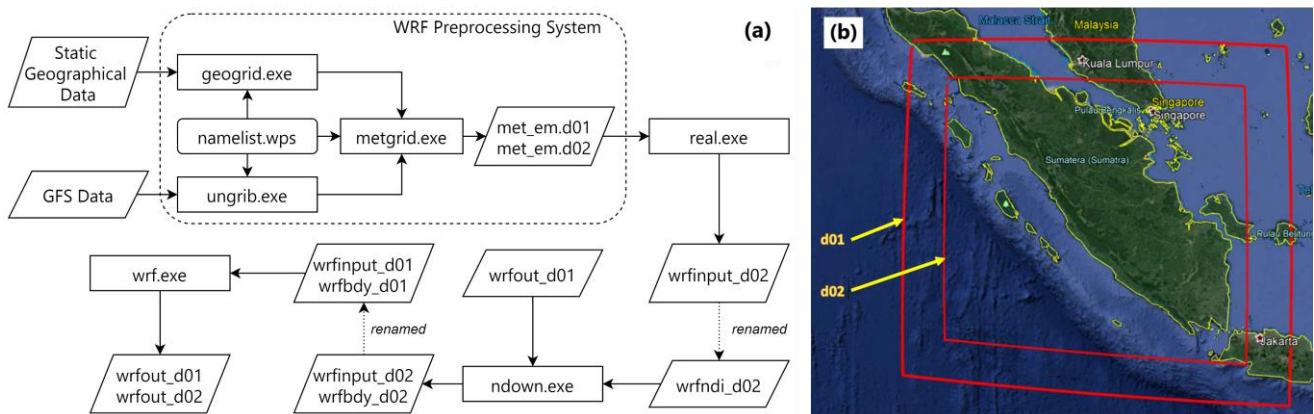 WRF Preprocessing System
(a)
Static
Geographical
Data
geogrid.exe
namelist.wps
metgrid.exe
met_em.d01
met_em.d02
real.exe
GFS Data
ungrib.exe
wrf.exe
wrfinput_d01
wrfbdy_d01
wrfout_d01
wrfinput_d02
renamed
renamed
wrfout_d01
wrfout_d02
wrfinput_d02
wrfbdy_d02
ndown.exe
wrfndi_d02
(b)
Malacca Strait
Malaysia
Kuala Lumpur
Singapore
Pulau Bengkalis
Singapore
Sumatera (Sumatra)
d01
d02
Jakarta